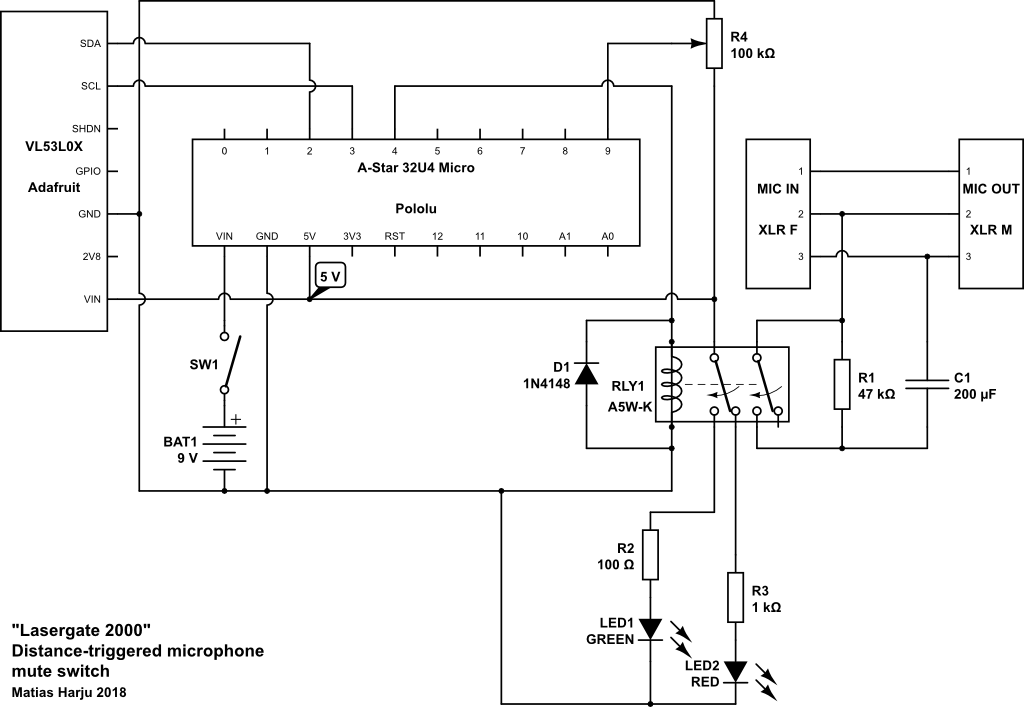 SDA
SCL
SHDN
VL53L0X
GPIO
Adafruit
GND
2V8
VIN
0 1 2 3 4 5 6 7 8 9
A-Star 32U4 Micro
Pololu
VIN GND 5V 3V3 RST 12 11 10 A1 A0
5 V
R4
100 kΩ
1
MIC IN
2
XLR F
3
1
MIC OUT
2
XLR M
3
SW1
+
BAT1
9 V
D1
1N4148
RLY1
A5W-K
R1
47 kΩ
C1
200 µF
R2
100 Ω
R3
1 kΩ
LED1
GREEN
LED2
RED
"Lasergate 2000"
Distance-triggered microphone
mute switch
Matias Harju 2018